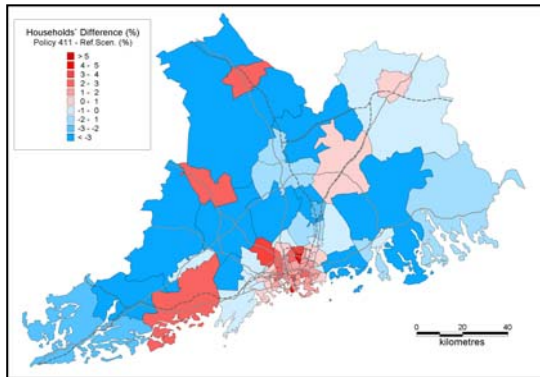 Households´ Difference (%)
Policy 411 - Ref.Scen. (%)
> 5
4 - 5
3 - 4
2 - 3
1 - 2
0 - 1
-1 - 0
-2 - 1
-3 - -2
< -3
0 10 20 40
kilometres